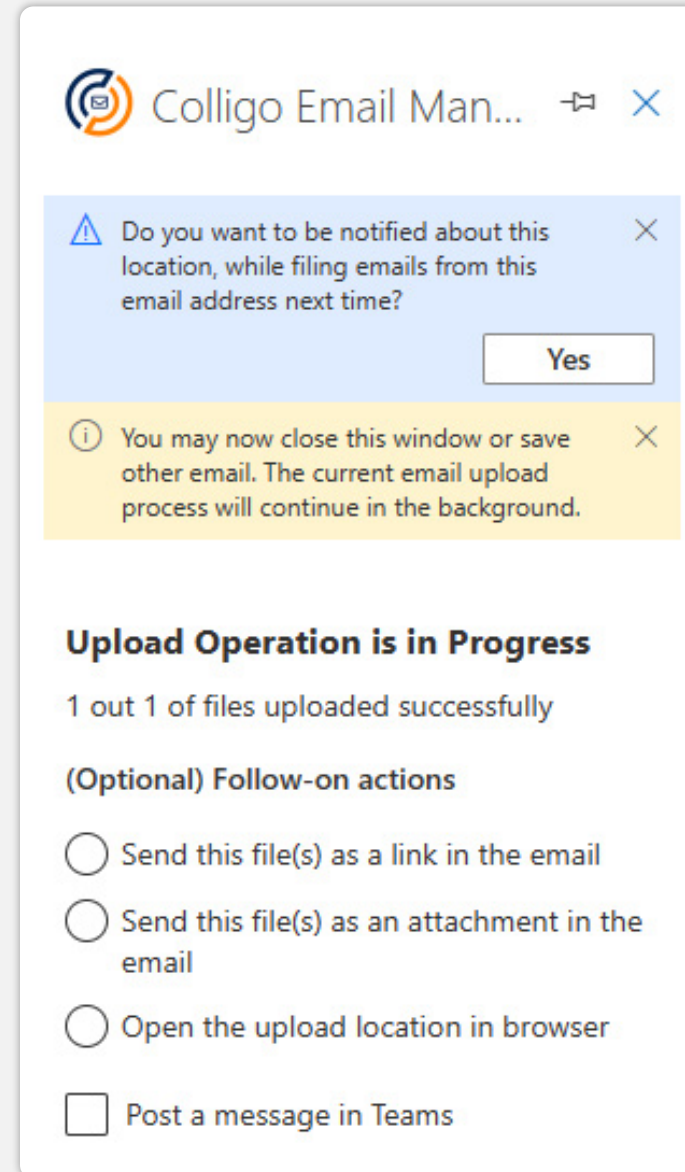 Colligo Email Man...
Do you want to be notified about this
location, while filing emails from this
email address next time?
Yes
You may now close this window or save
other email. The current email upload
process will continue in the background.
Upload Operation is in Progress
1 out 1 of files uploaded successfully
(Optional) Follow-on actions
Send this file(s) as a link in the email
Send this file(s) as an attachment in the
email
Open the upload location in browser
Post a message in Teams